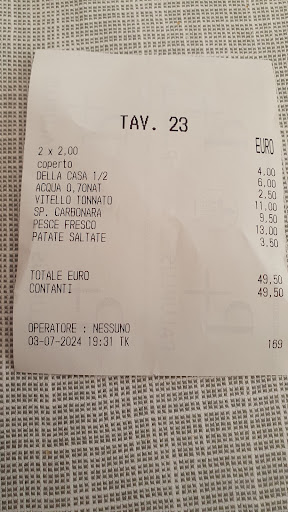 TAV. 23
EURO
2 x 2,00
coperto 4,00
DELLA CASA 1/2 6,00
ACQUA 0,70NAT 2,50
VITELLO TONNATO 11,00
SP. CARBONARA 9,50
PESCE FRESCO 13,00
PATATE SALTATE 3,50
TOTALE EURO 49,50
CONTANTI 49,50
OPERATORE : NESSUNO
03-07-2024 19:31 TK 169